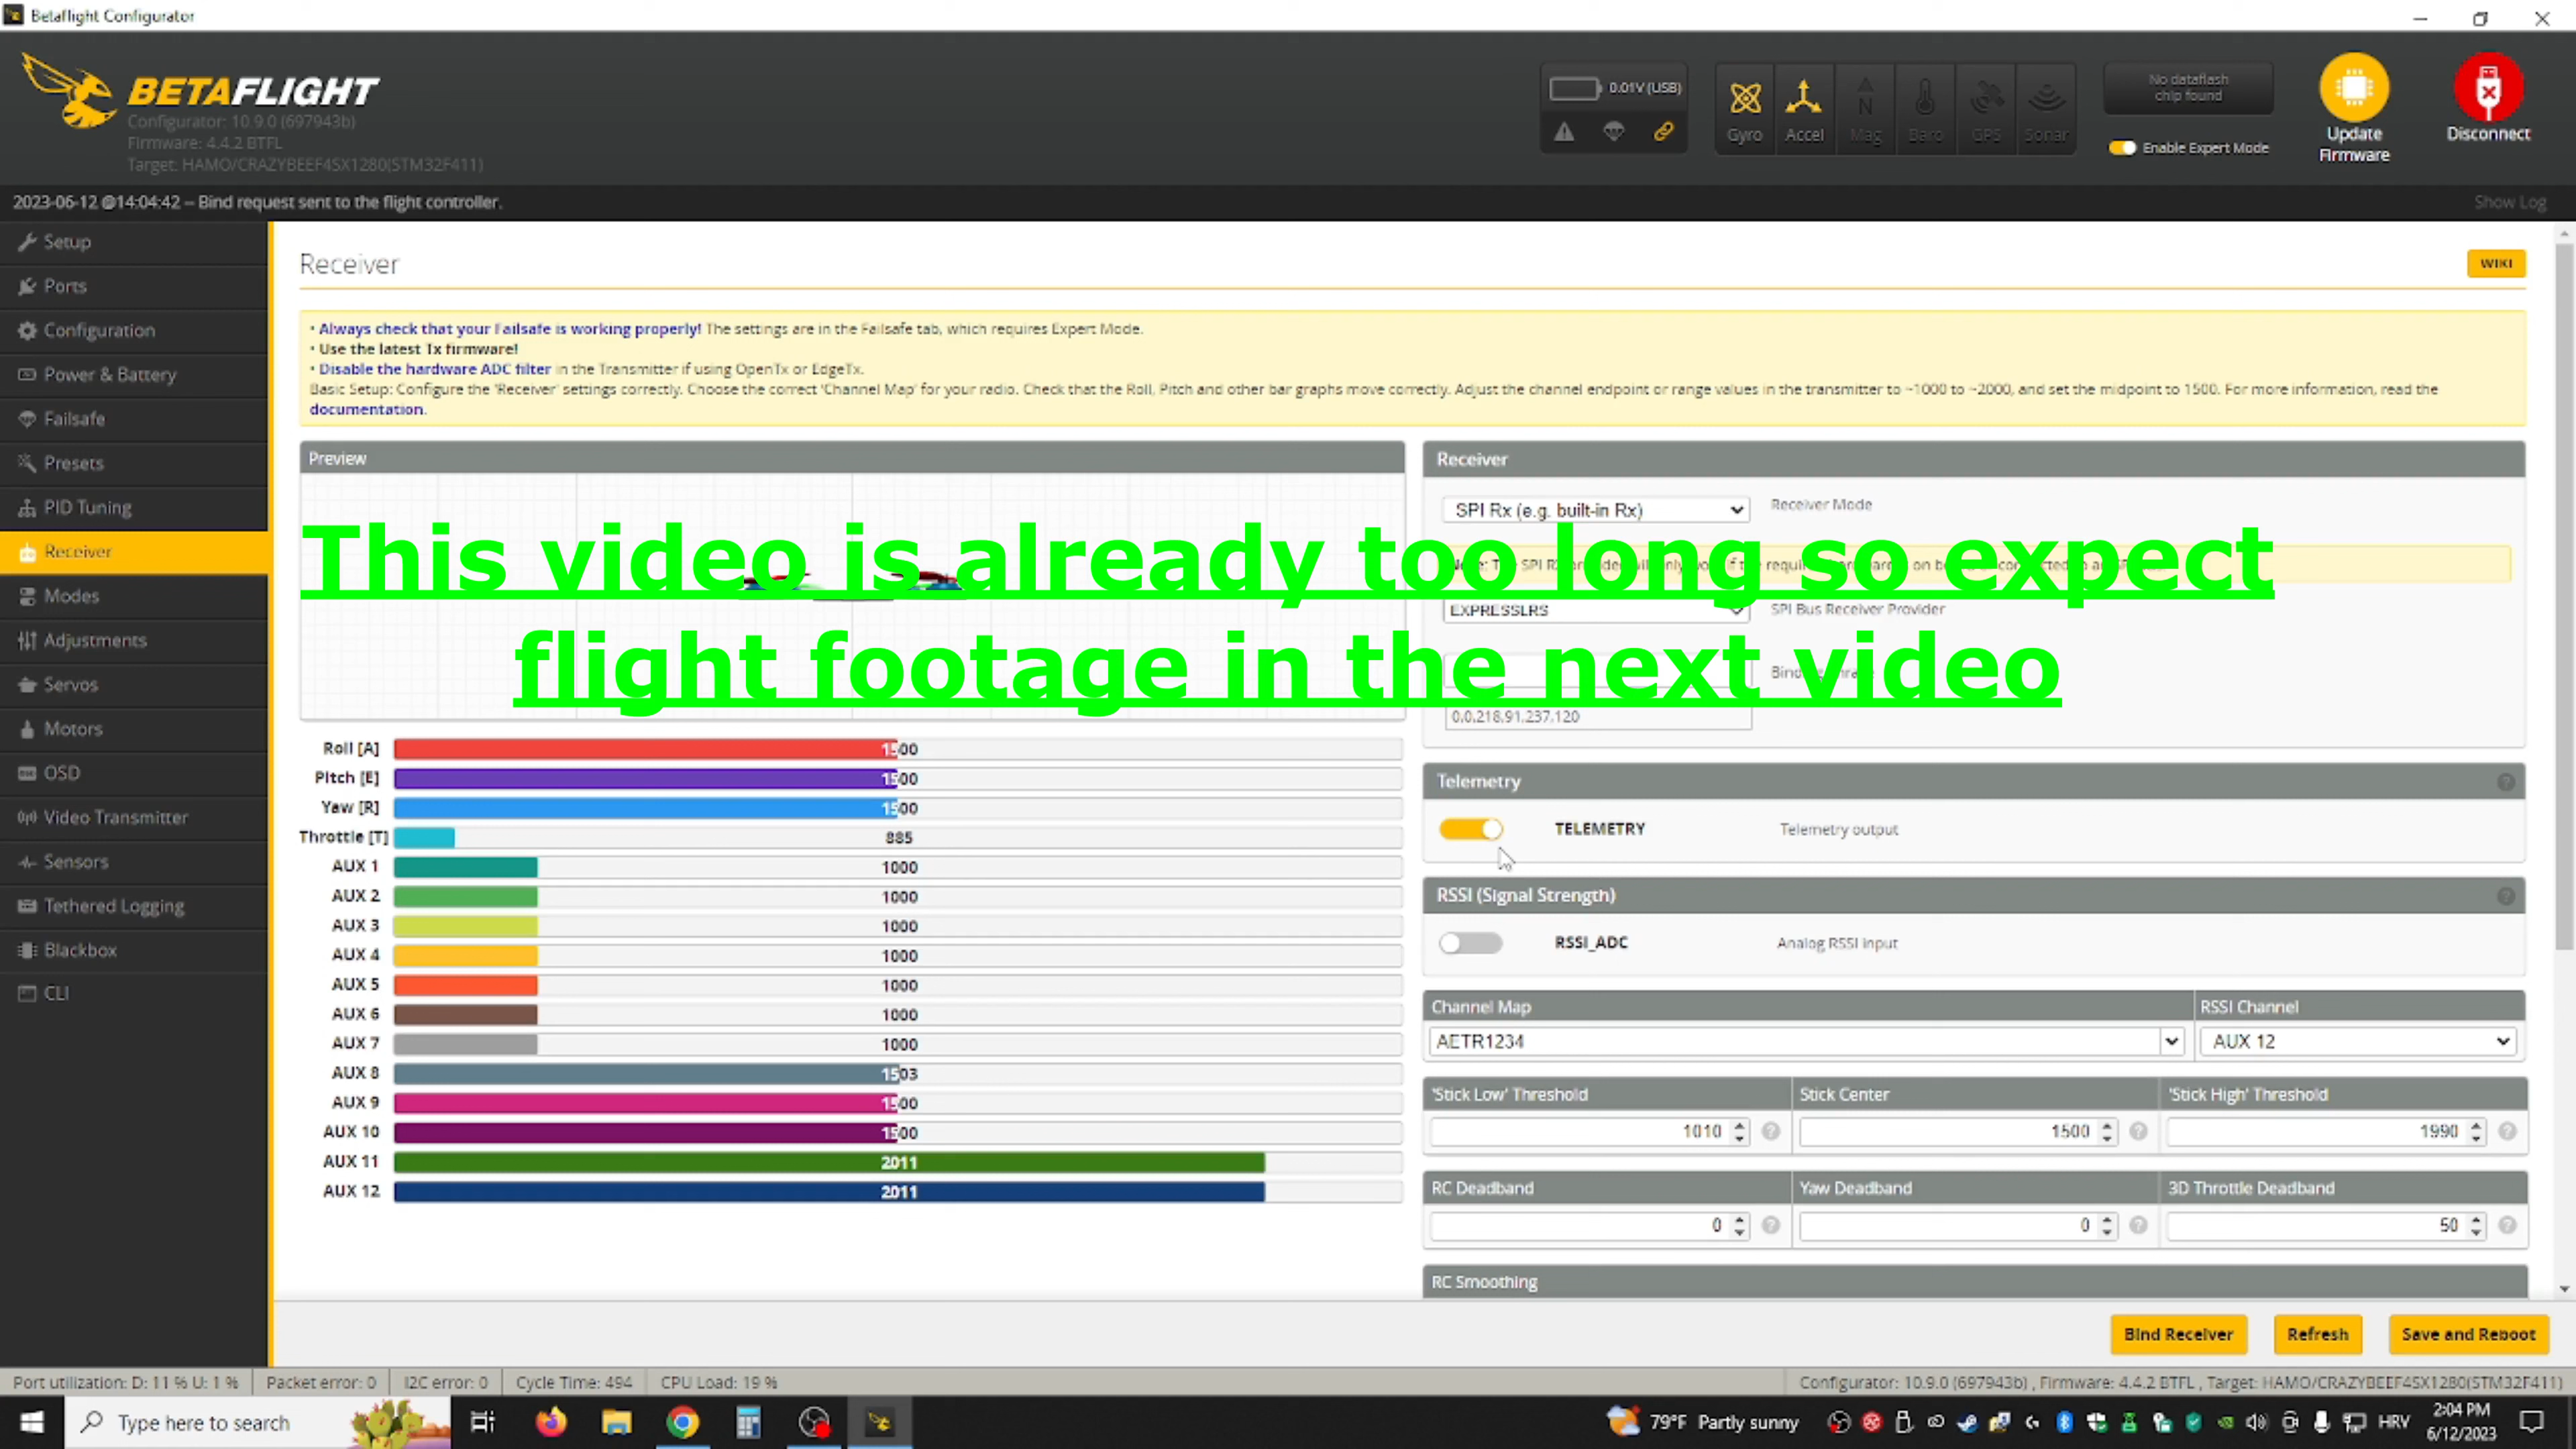 Betaflight Configurator
BETAFLIGHT
Configurator: 10.9.0 (697943b)
Firmware: 4.4.2 BTFL
Target: HAMO/CRAZYBEEF4SX1280(STM32F411)
0.01V (USB)
Gyro Accel Mag Baro GPS Sonar
No dataflash
chip found
Enable Expert Mode
Update
Firmware
Disconnect
2023-06-12 @14:04:42 -- Bind request sent to the flight controller.
Show Log
Setup
Ports
Configuration
Power & Battery
Failsafe
Presets
PID Tuning
Receiver
Modes
Adjustments
Servos
Motors
OSD
Video Transmitter
Sensors
Tethered Logging
Blackbox
CLI
Receiver
WIKI
• Always check that your Failsafe is working properly! The settings are in the Failsafe tab, which requires Expert Mode.
• Use the latest Tx firmware!
• Disable the hardware ADC filter in the Transmitter if using OpenTx or EdgeTx.
Basic Setup: Configure the 'Receiver' settings correctly. Choose the correct 'Channel Map' for your radio. Check that the Roll, Pitch and other bar graphs move correctly. Adjust the channel endpoint or range values in the transmitter to ~1000 to ~2000, and set the midpoint to 1500. For more information, read the
documentation.
Preview
This video is already too long so expect
flight footage in the next video
Roll [A] 1500
Pitch [E] 1500
Yaw [R] 1500
Throttle [T] 885
AUX 1 1000
AUX 2 1000
AUX 3 1000
AUX 4 1000
AUX 5 1000
AUX 6 1000
AUX 7 1000
AUX 8 1503
AUX 9 1500
AUX 10 1500
AUX 11 2011
AUX 12 2011
Receiver
SPI Rx (e.g. built-in Rx) Receiver Mode
EXPRESSLRS SPI Bus Receiver Provider
0,0,218,91,237,120
Telemetry
TELEMETRY Telemetry output
RSSI (Signal Strength)
RSSI_ADC Analog RSSI input
Channel Map RSSI Channel
AETR1234 AUX 12
'Stick Low' Threshold Stick Center 'Stick High' Threshold
1010 1500 1990
RC Deadband Yaw Deadband 3D Throttle Deadband
0 0 50
RC Smoothing
Bind Receiver Refresh Save and Reboot
Port utilization: D: 11 % U: 1 % Packet error: 0 I2C error: 0 Cycle Time: 494 CPU Load: 19 %
Configurator: 10.9.0 (697943b) , Firmware: 4.4.2 BTFL , Target: HAMO/CRAZYBEEF4SX1280(STM32F411)
Type here to search
79°F Partly sunny
HRV
2:04 PM
6/12/2023